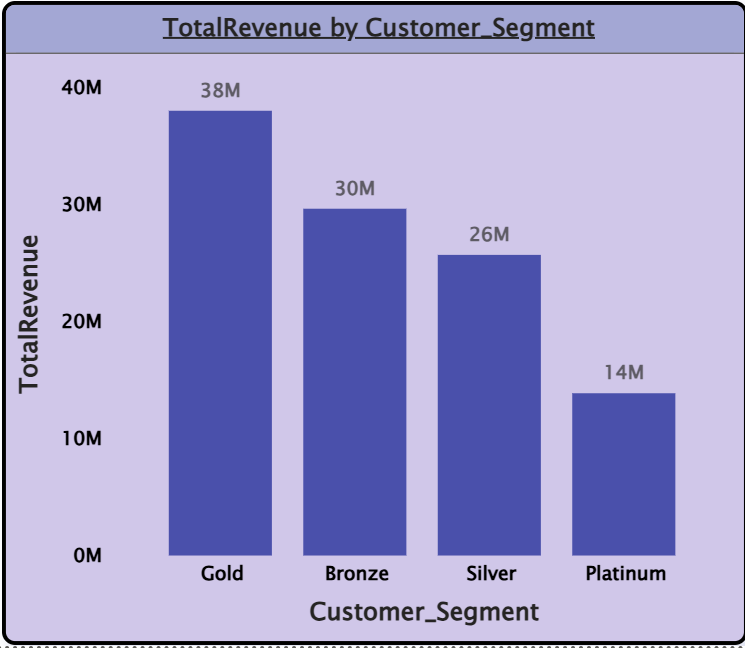 TotalRevenue by Customer_Segment
40M
38M
30M
30M
26M
20M
14M
10M
0M
TotalRevenue
Gold Bronze Silver Platinum
Customer_Segment